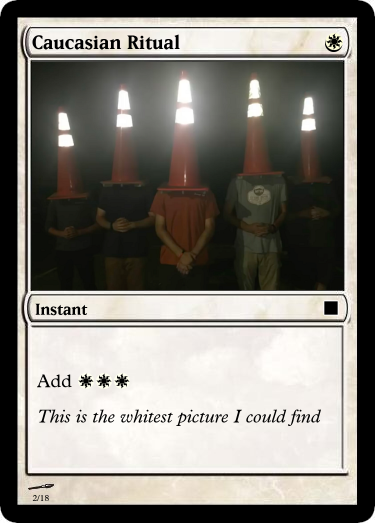 Caucasian Ritual
Instant
Add
This is the whitest picture I could find
2/18